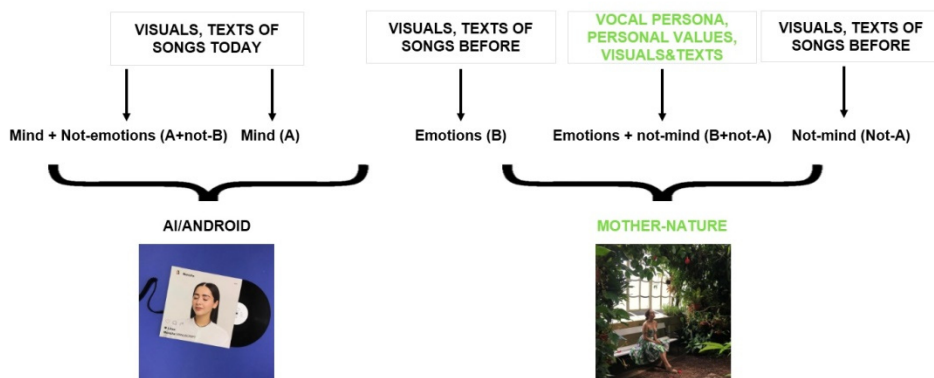 VISUALS, TEXTS OF
SONGS TODAY
VISUALS, TEXTS OF
SONGS BEFORE
VOCAL PERSONA,
PERSONAL VALUES,
VISUALS&TEXTS
VISUALS, TEXTS OF
SONGS BEFORE
Mind + Not-emotions (A+not-B)
Mind (A)
Emotions (B)
Emotions + not-mind (B+not-A)
Not-mind (Not-A)
AI/ANDROID
MOTHER-NATURE